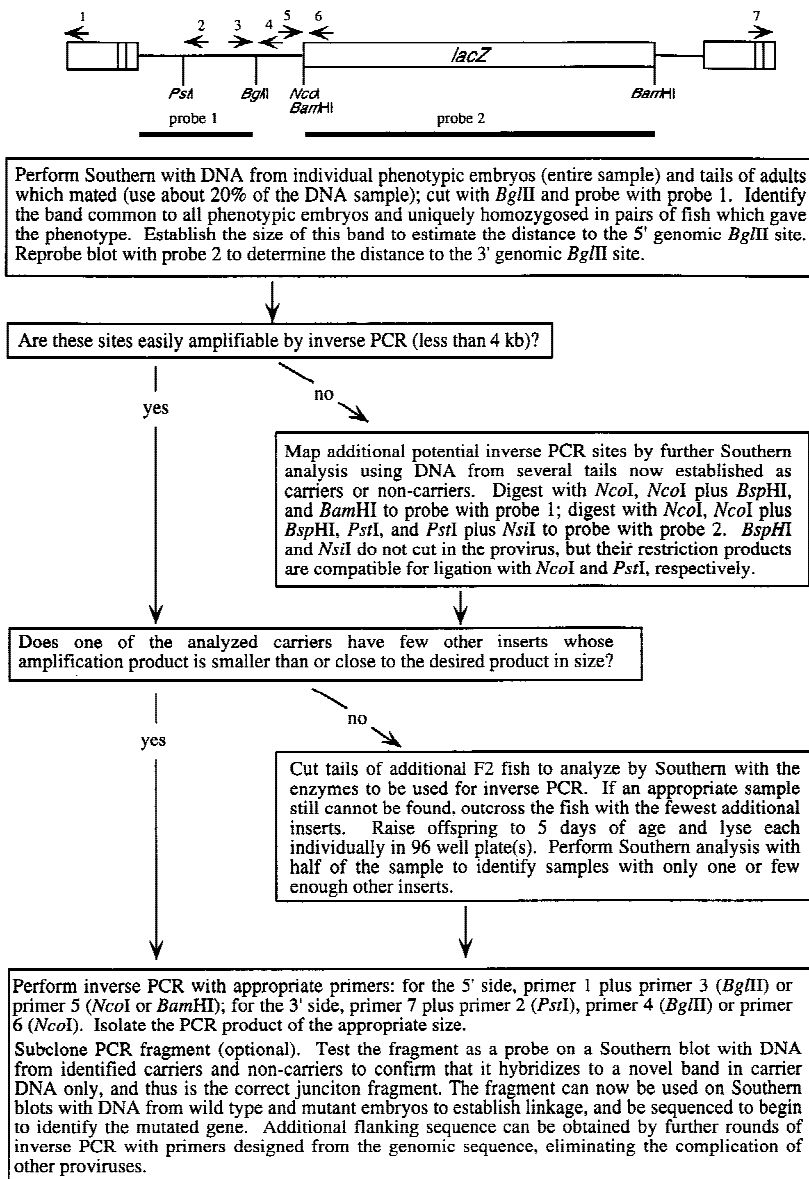 1 2 3 4 5 6 7
lacZ
PstI BglII NcoI BamHI
BamHI
probe 1 probe 2
Perform Southern with DNA from individual phenotypic embryos (entire sample) and tails of adults
which mated (use about 20% of the DNA sample); cut with BglII and probe with probe 1. Identify
the band common to all phenotypic embryos and uniquely homozygosed in pairs of fish which gave
the phenotype. Establish the size of this band to estimate the distance to the 5' genomic BglII site.
Reprobe blot with probe 2 to determine the distance to the 3' genomic BglII site.
Are these sites easily amplifiable by inverse PCR (less than 4 kb)?
yes
no
Map additional potential inverse PCR sites by further Southern
analysis using DNA from several tails now established as
carriers or non-carriers. Digest with NcoI, NcoI plus BspHI,
and BamHI to probe with probe 1; digest with NcoI, NcoI plus
BspHI, PstI, and PstI plus NsiI to probe with probe 2. BspHI
and NsiI do not cut in the provirus, but their restriction products
are compatible for ligation with NcoI and PstI, respectively.
Does one of the analyzed carriers have few other inserts whose
amplification product is smaller than or close to the desired product in size?
yes
no
Cut tails of additional F2 fish to analyze by Southern with the
enzymes to be used for inverse PCR. If an appropriate sample
still cannot be found, outcross the fish with the fewest additional
inserts. Raise offspring to 5 days of age and lyse each
individually in 96 well plate(s). Perform Southern analysis with
half of the sample to identify samples with only one or few
enough other inserts.
Perform inverse PCR with appropriate primers: for the 5' side, primer 1 plus primer 3 (BglII) or
primer 5 (NcoI or BamHI); for the 3' side, primer 7 plus primer 2 (PstI), primer 4 (BglII) or primer
6 (NcoI). Isolate the PCR product of the appropriate size.
Subclone PCR fragment (optional). Test the fragment as a probe on a Southern blot with DNA
from identified carriers and non-carriers to confirm that it hybridizes to a novel band in carrier
DNA only, and thus is the correct junciton fragment. The fragment can now be used on Southern
blots with DNA from wild type and mutant embryos to establish linkage, and be sequenced to begin
to identify the mutated gene. Additional flanking sequence can be obtained by further rounds of
inverse PCR with primers designed from the genomic sequence, eliminating the complication of
other proviruses.